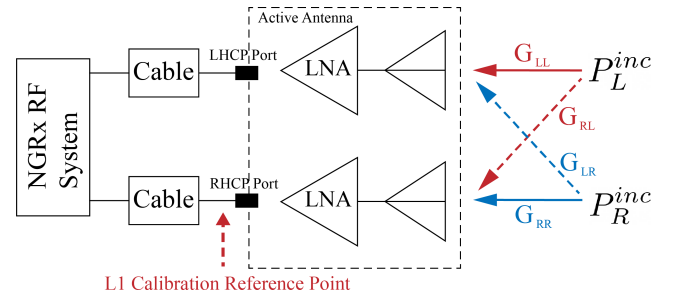 Active Antenna
LHCP Port
Cable
LNA
G_LL
P_L^inc
NGRx RF
System
G_RL
G_LR
RHCP Port
Cable
LNA
G_RR
P_R^inc
L1 Calibration Reference Point